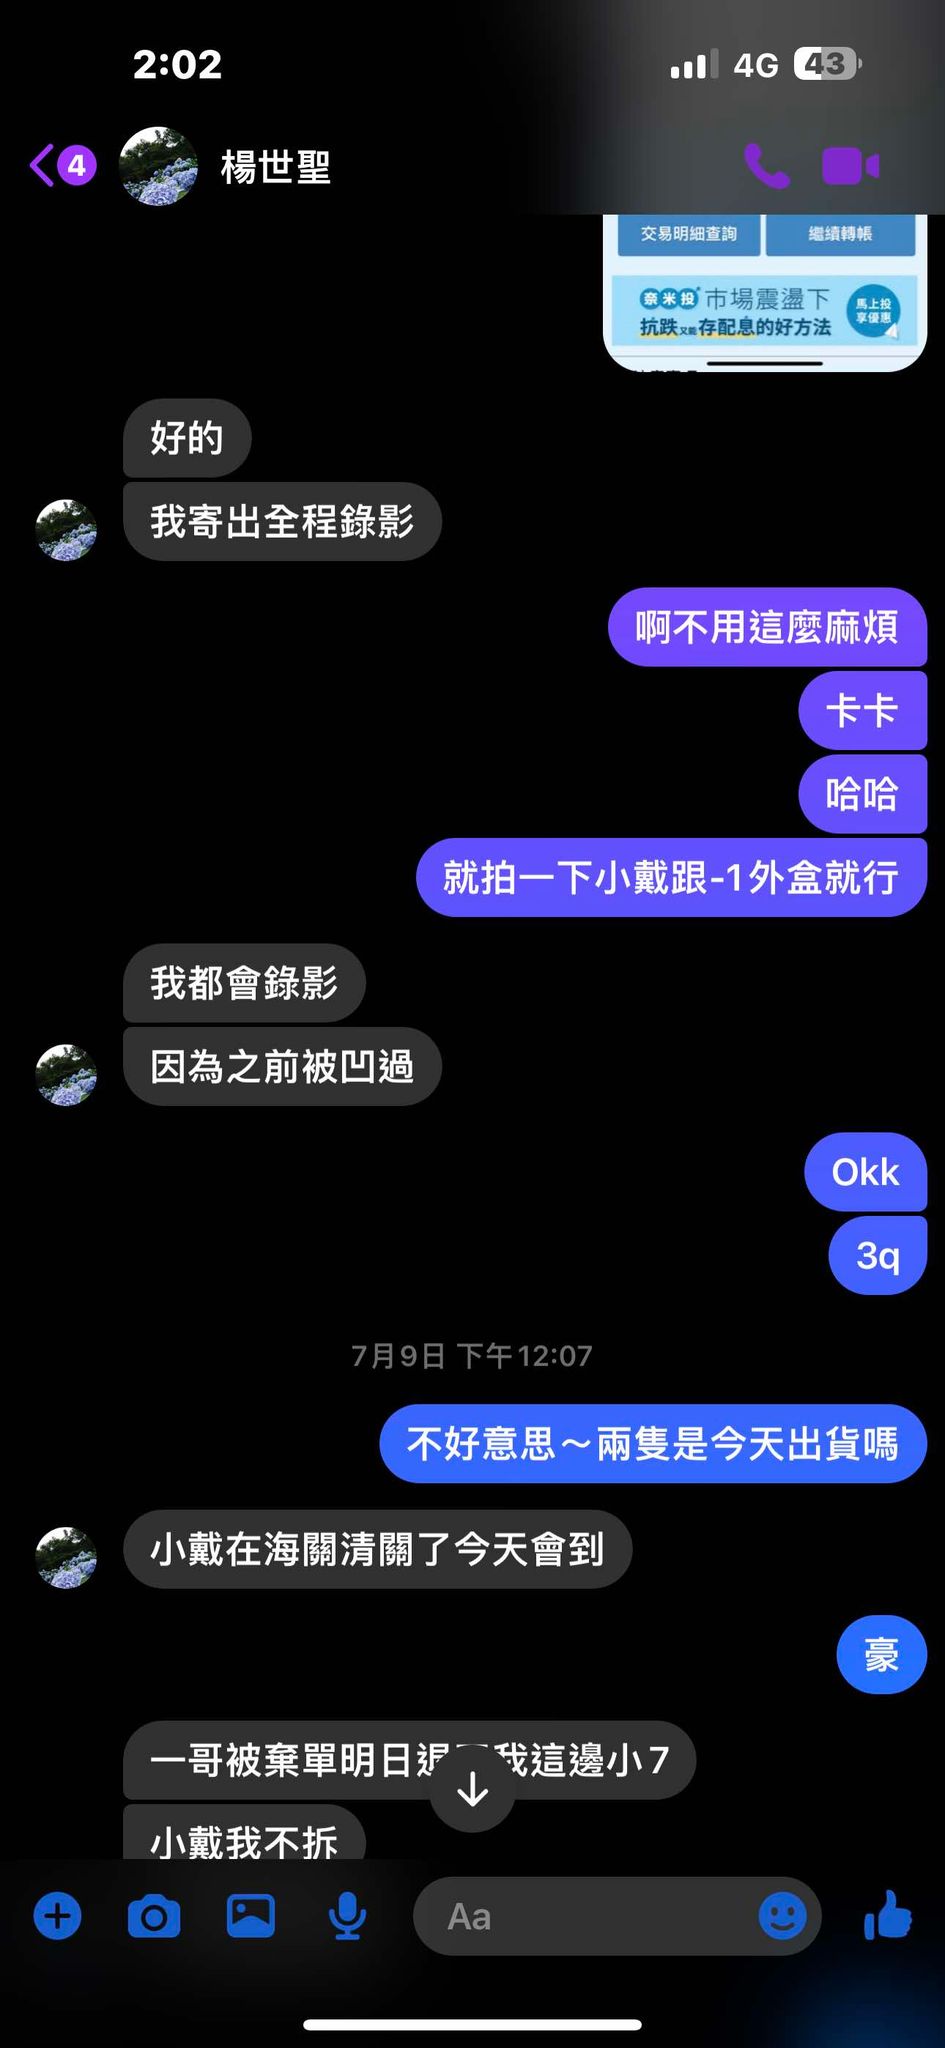 2:02
4G 43
4 楊世聖
交易明細查詢 繼續轉帳
奈米投 市場震盪下
抗跌又能存配息的好方法
馬上投
享優惠
好的
我寄出全程錄影
啊不用這麼麻煩
卡卡
哈哈
就拍一下小戴跟-1外盒就行
我都會錄影
因為之前被凹過
Okk
3q
7月9日 下午12:07
不好意思～兩隻是今天出貨嗎
小戴在海關清關了今天會到
豪
一哥被棄單明日退 我這邊小7
小戴我不拆
Aa